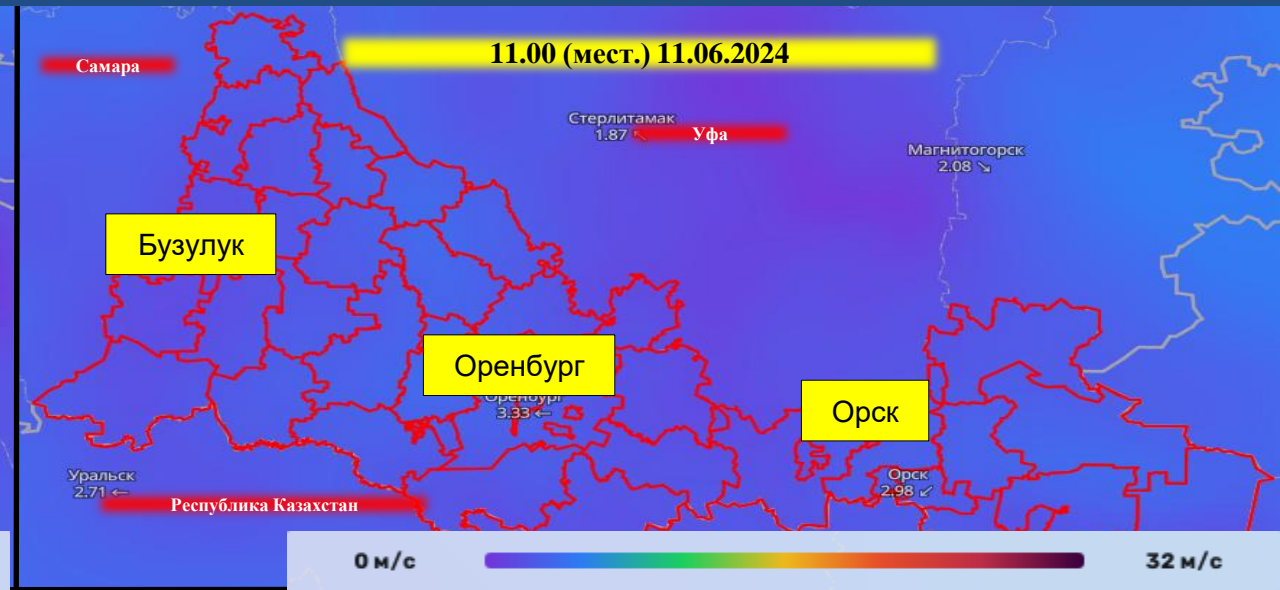 11.00 (мест.) 11.06.2024
Самара
Стерлитамак
1.87 ↖
Уфа
Магнитогорск
2.08 ↘
Бузулук
Оренбург
Оренбург
3.33 ←
Орск
Орск
2.98 ↙
Уральск
2.71 ←
Республика Казахстан
0 м/с
32 м/с